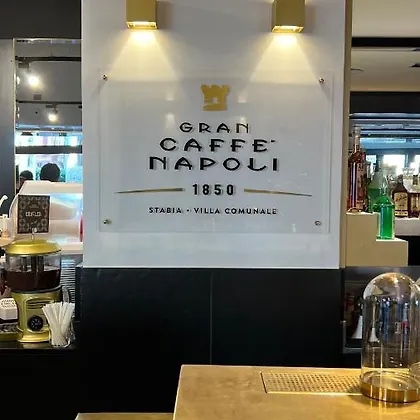 GRAN
CAFFE'
NAPOLI
1850
STABIA - VILLA COMUNALE